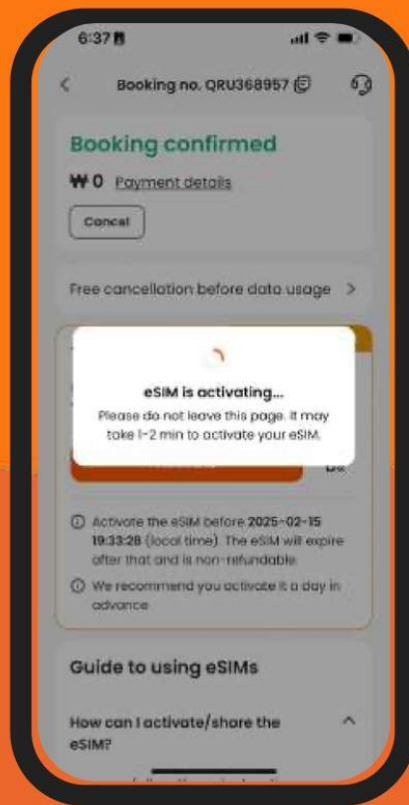 6:37
Booking no. QRU368957
Booking confirmed
₩ 0 Payment details
Cancel
Free cancellation before data usage
eSIM is activating...
Please do not leave this page. It may
take 1-2 min to activate your eSIM.
Activate the eSIM before 2025-02-15
19:33:28 (local time). The eSIM will expire
after that and is non-refundable.
We recommend you activate it a day in
advance
Guide to using eSIMs
How can I activate/share the
eSIM?